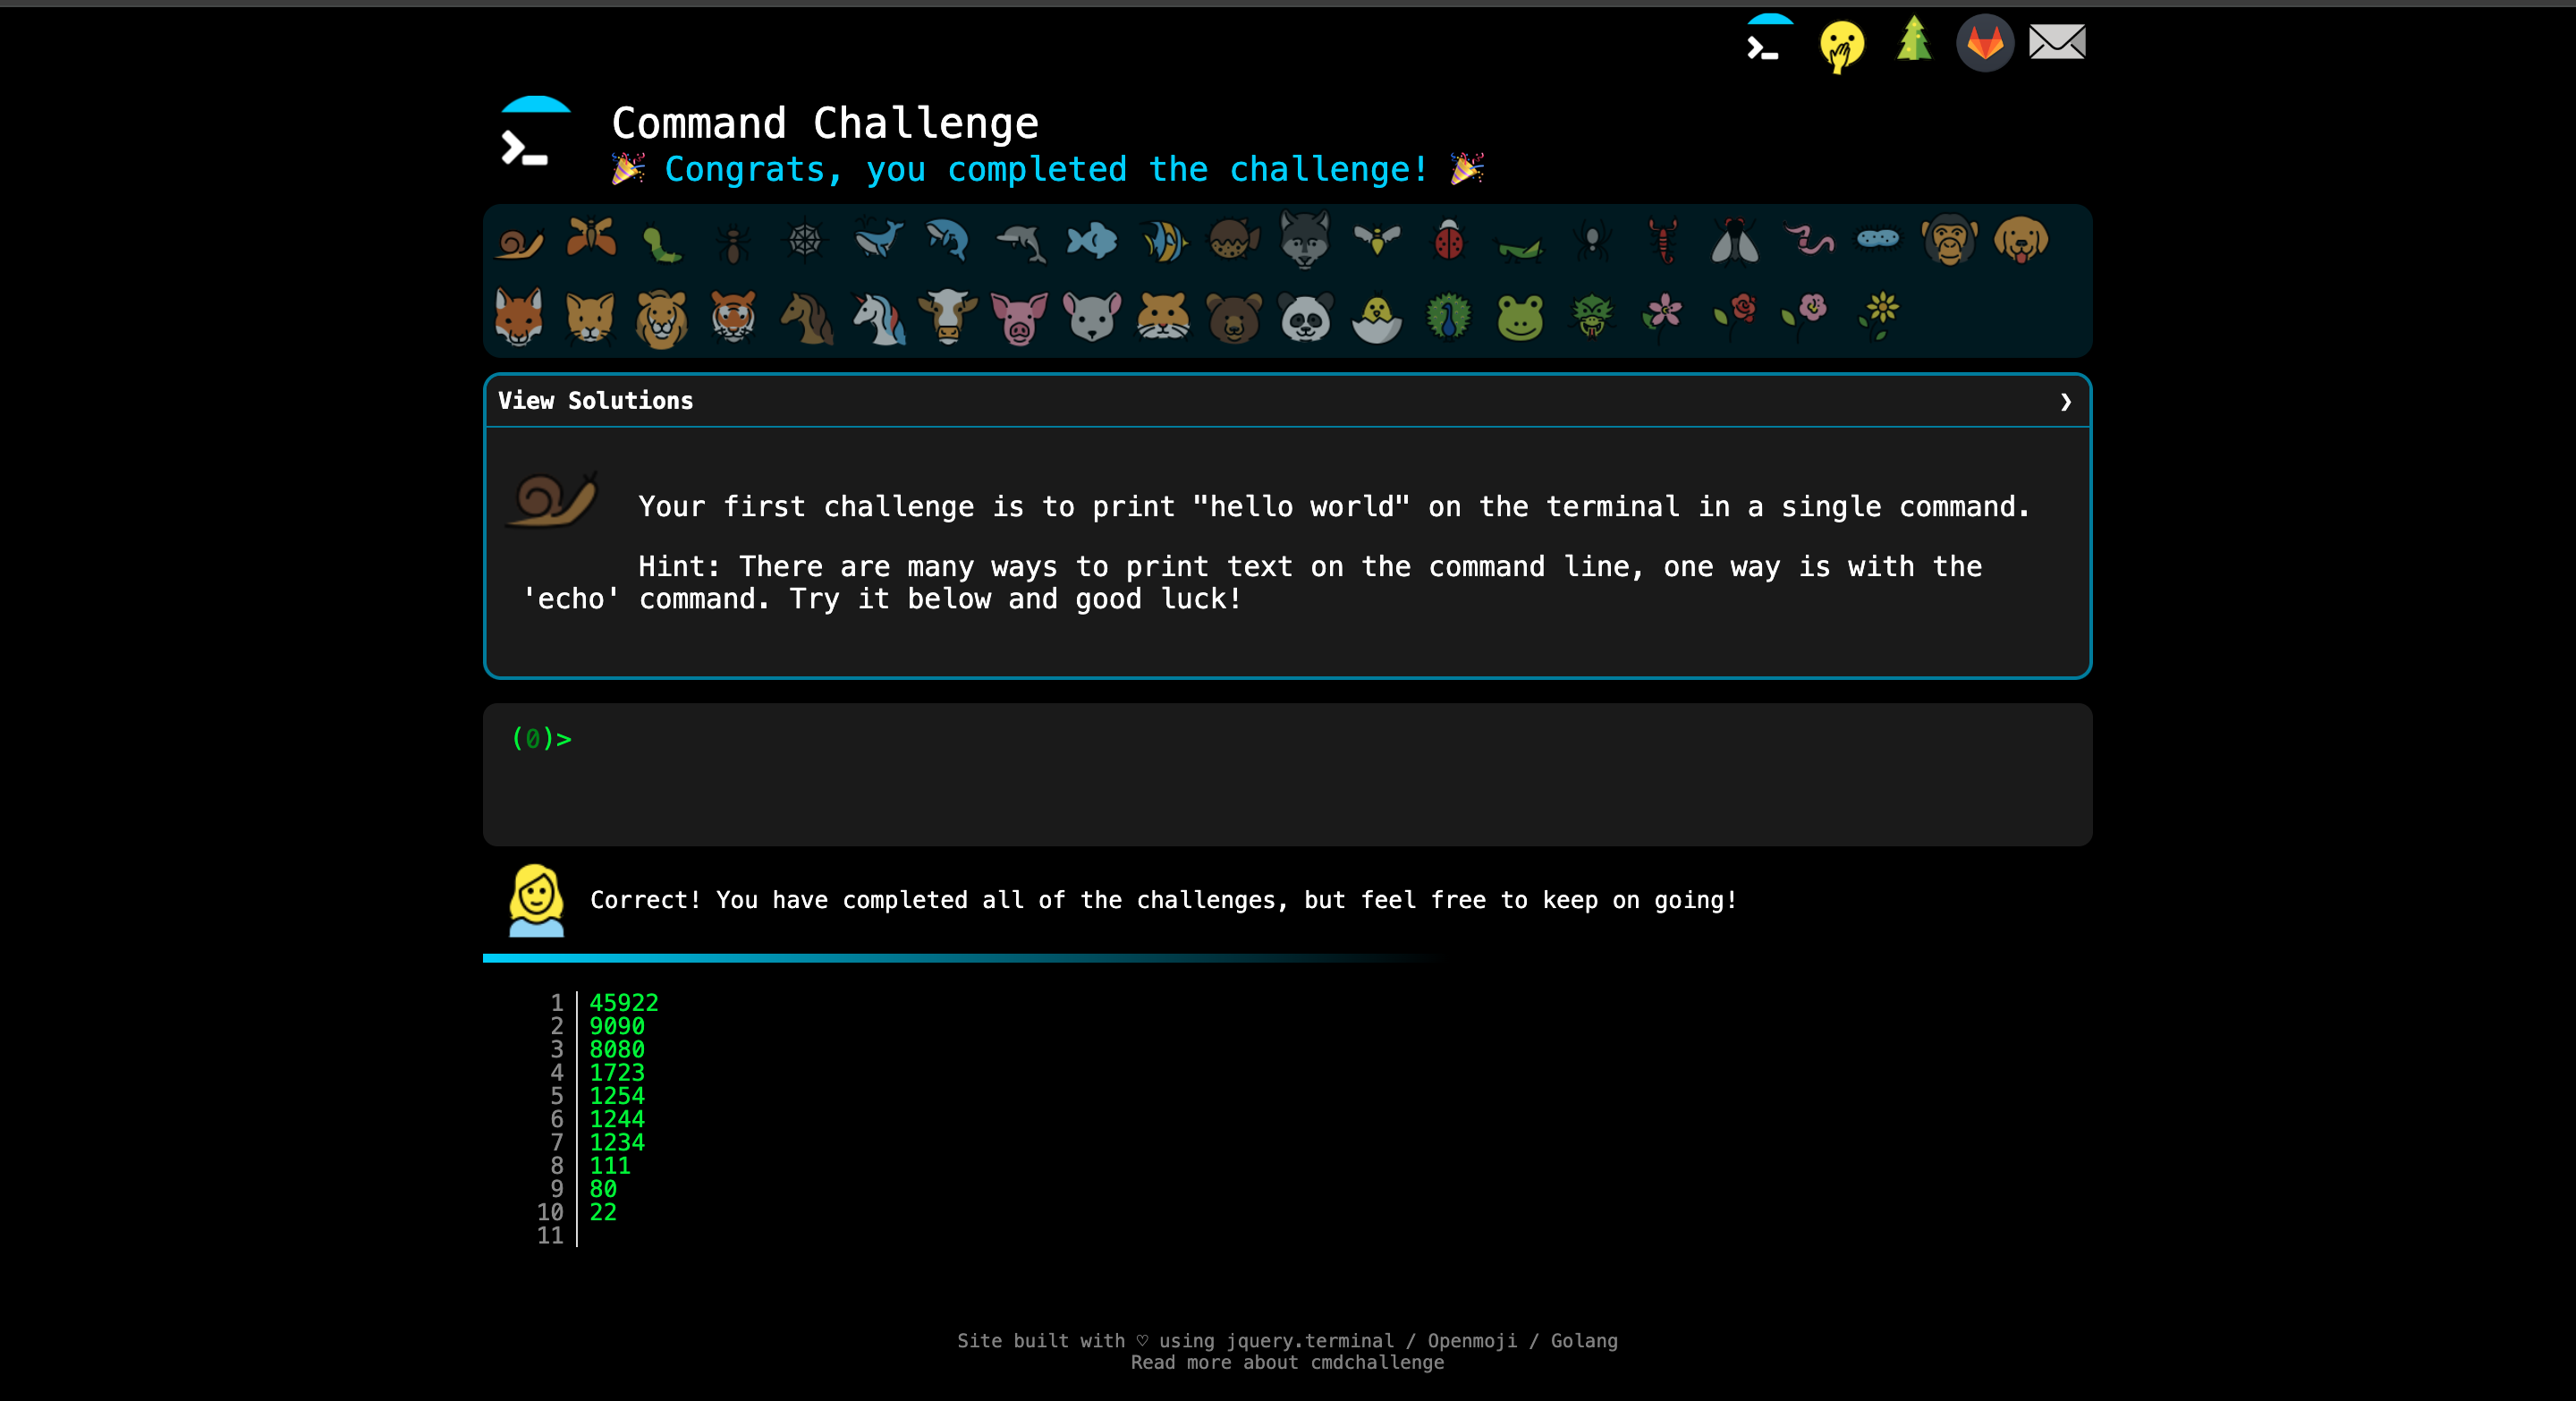 Command Challenge
🎉 Congrats, you completed the challenge! 🎉
View Solutions ❯
Your first challenge is to print "hello world" on the terminal in a single command.
Hint: There are many ways to print text on the command line, one way is with the
'echo' command. Try it below and good luck!
(0)>
Correct! You have completed all of the challenges, but feel free to keep on going!
1 45922
2 9090
3 8080
4 1723
5 1254
6 1244
7 1234
8 111
9 80
10 22
11
Site built with ♡ using jquery.terminal / Openmoji / Golang
Read more about cmdchallenge